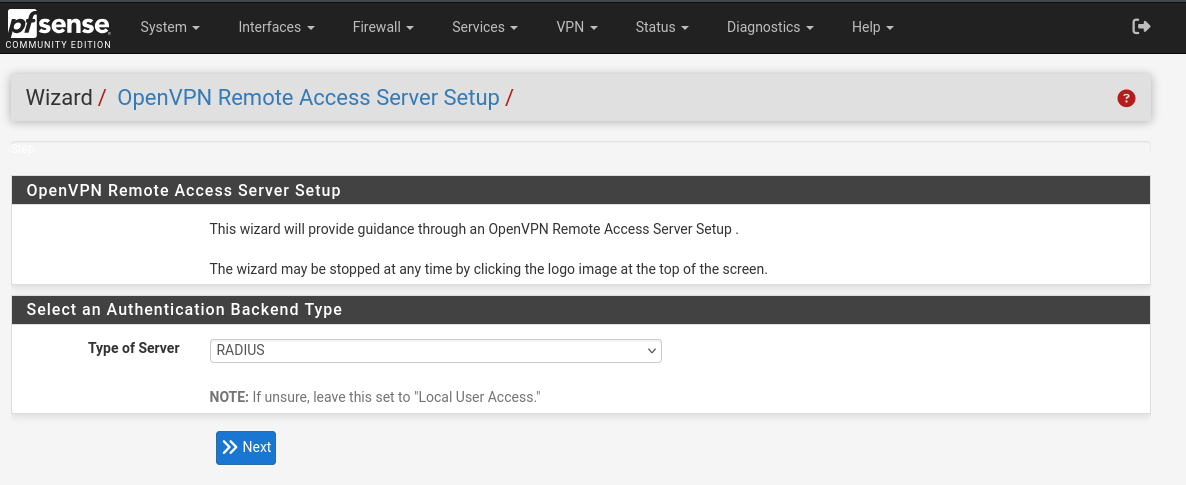 pfsense
COMMUNITY EDITION
System Interfaces Firewall Services VPN Status Diagnostics Help
Wizard / OpenVPN Remote Access Server Setup /
?
Step
OpenVPN Remote Access Server Setup
This wizard will provide guidance through an OpenVPN Remote Access Server Setup .
The wizard may be stopped at any time by clicking the logo image at the top of the screen.
Select an Authentication Backend Type
Type of Server RADIUS
NOTE: If unsure, leave this set to "Local User Access."
Next